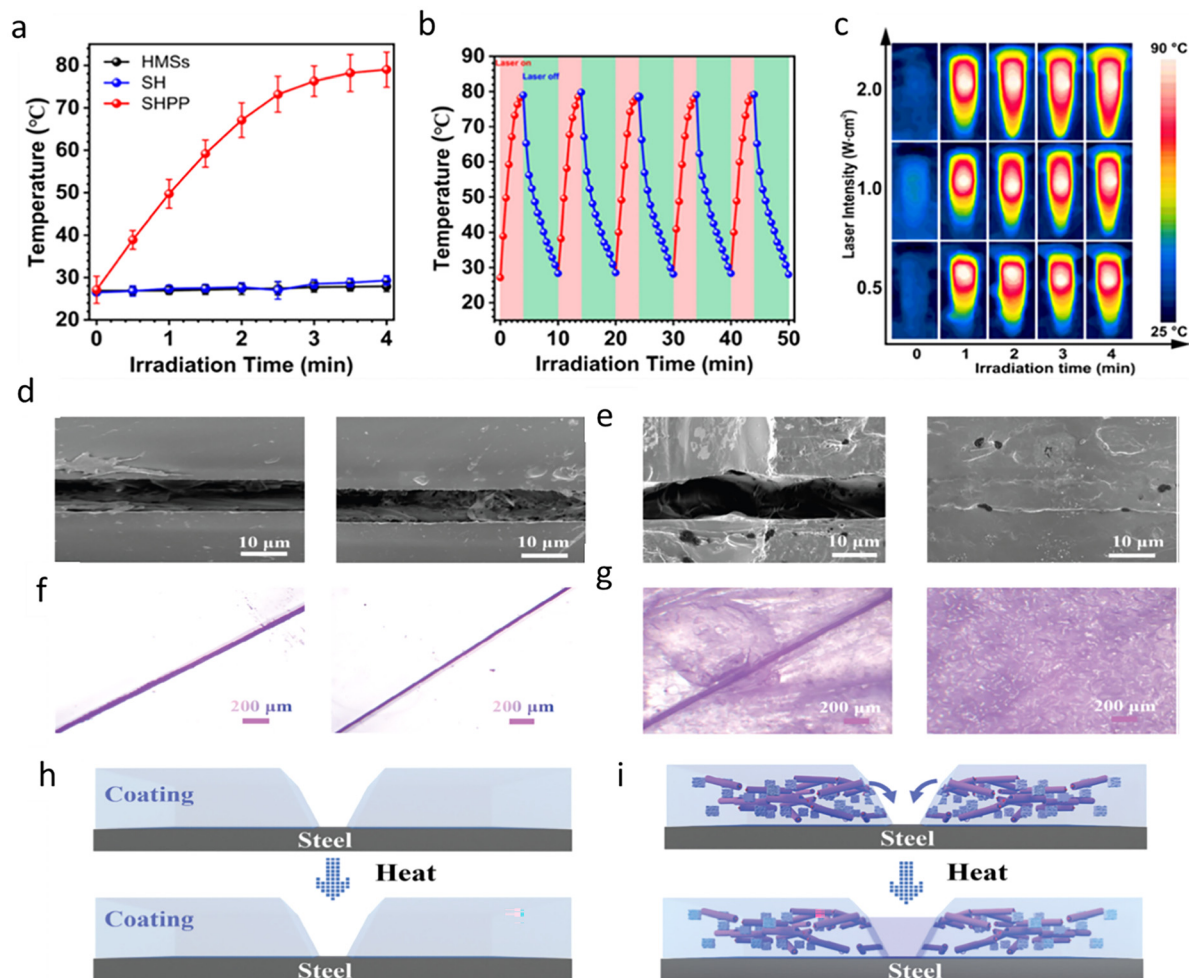 a
HMSs
SH
SHPP
80
70
60
50
40
30
20
Temperature (℃)
0 1 2 3 4
Irradiation Time (min)
b
Laser on
Laser off
90
80
70
60
50
40
30
20
Temperature (℃)
0 10 20 30 40 50
Irradiation Time (min)
c
Laser Intensity (W·cm²)
2.0
1.0
0.5
90 °C
25 °C
0 1 2 3 4
Irradiation time (min)
d
10 μm
10 μm
e
10 μm
10 μm
f
200 μm
200 μm
g
200 μm
200 μm
h
Coating
Steel
Heat
Coating
Steel
i
Steel
Heat
Steel